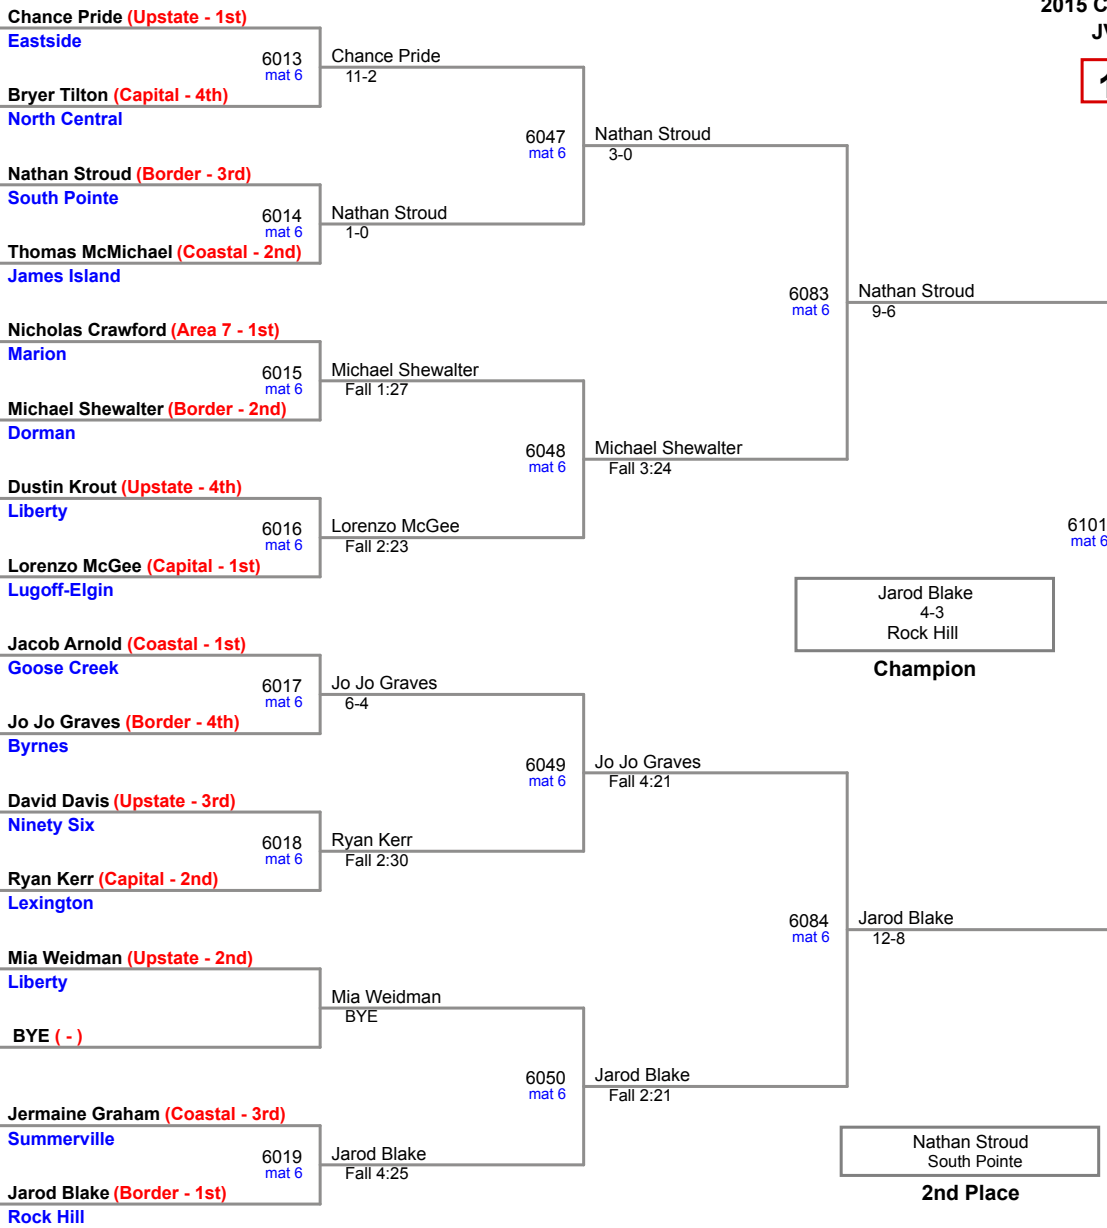 2015 C
JV
1
Chance Pride (Upstate - 1st)
Eastside
6013
mat 6
Chance Pride
11-2
Bryer Tilton (Capital - 4th)
North Central
6047
mat 6
Nathan Stroud
3-0
Nathan Stroud (Border - 3rd)
South Pointe
6014
mat 6
Nathan Stroud
1-0
Thomas McMichael (Coastal - 2nd)
James Island
6083
mat 6
Nathan Stroud
9-6
Nicholas Crawford (Area 7 - 1st)
Marion
6015
mat 6
Michael Shewalter
Fall 1:27
Michael Shewalter (Border - 2nd)
Dorman
6048
mat 6
Michael Shewalter
Fall 3:24
Dustin Krout (Upstate - 4th)
Liberty
6016
mat 6
Lorenzo McGee
Fall 2:23
6101
mat 6
Lorenzo McGee (Capital - 1st)
Lugoff-Elgin
Jarod Blake
4-3
Rock Hill
Champion
Jacob Arnold (Coastal - 1st)
Goose Creek
6017
mat 6
Jo Jo Graves
6-4
Jo Jo Graves (Border - 4th)
Byrnes
6049
mat 6
Jo Jo Graves
Fall 4:21
David Davis (Upstate - 3rd)
Ninety Six
6018
mat 6
Ryan Kerr
Fall 2:30
Ryan Kerr (Capital - 2nd)
Lexington
6084
mat 6
Jarod Blake
12-8
Mia Weidman (Upstate - 2nd)
Liberty
Mia Weidman
BYE
BYE ( - )
6050
mat 6
Jarod Blake
Fall 2:21
Jermaine Graham (Coastal - 3rd)
Summerville
6019
mat 6
Jarod Blake
Fall 4:25
Jarod Blake (Border - 1st)
Rock Hill
Nathan Stroud
South Pointe
2nd Place